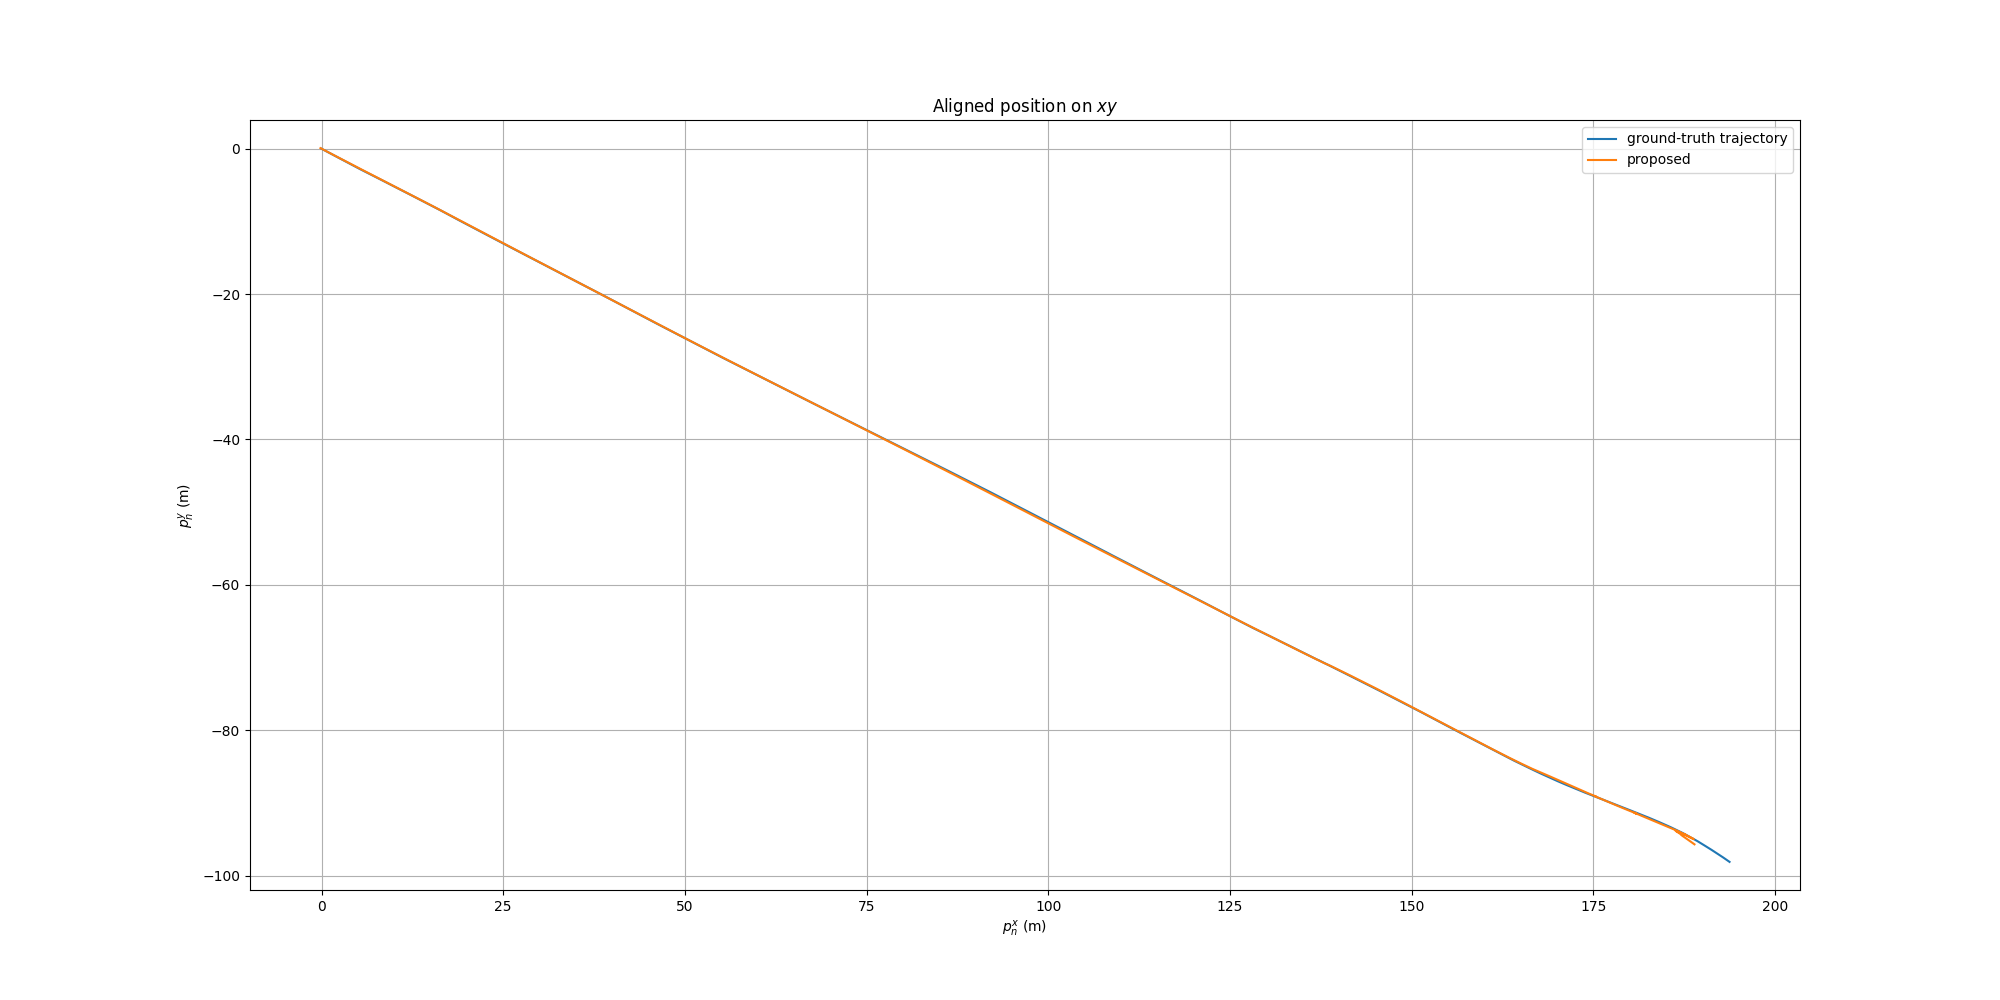 Aligned position on xy
ground-truth trajectory
proposed
0
−20
−40
−60
−80
−100
p_n^y (m)
0 25 50 75 100 125 150 175 200
p_n^x (m)